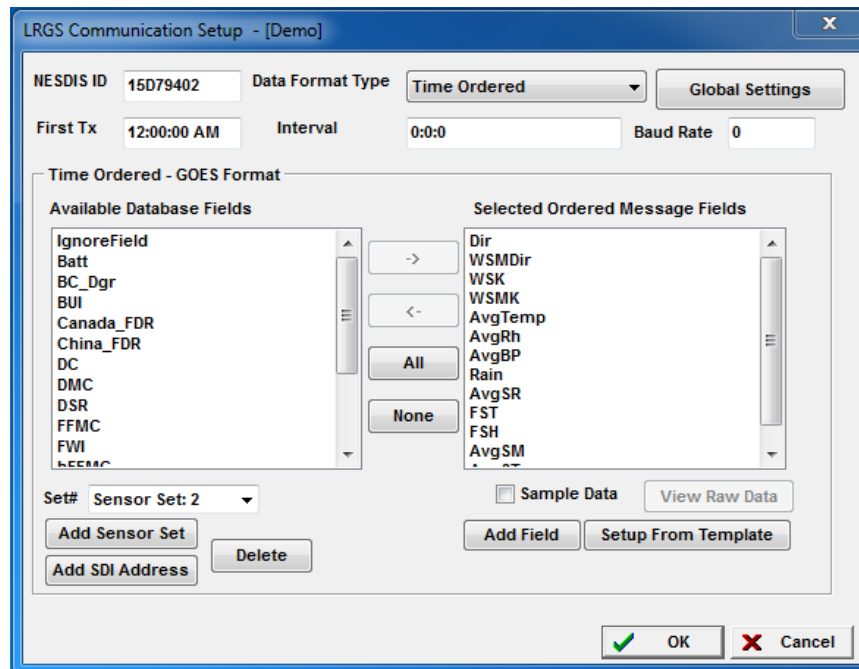 LRGS Communication Setup - [Demo]
X
NESDIS ID 15D79402 Data Format Type Time Ordered Global Settings
First Tx 12:00:00 AM Interval 0:0:0 Baud Rate 0
Time Ordered - GOES Format
Available Database Fields
IgnoreField
Batt
BC_Dgr
BUI
Canada_FDR
China_FDR
DC
DMC
DSR
FFMC
FWI
hFFMC
->
<-
All
None
Selected Ordered Message Fields
Dir
WSMDir
WSK
WSMK
AvgTemp
AvgRh
AvgBP
Rain
AvgSR
FST
FSH
AvgSM
Set# Sensor Set: 2
Add Sensor Set
Add SDI Address
Delete
Sample Data View Raw Data
Add Field Setup From Template
OK Cancel